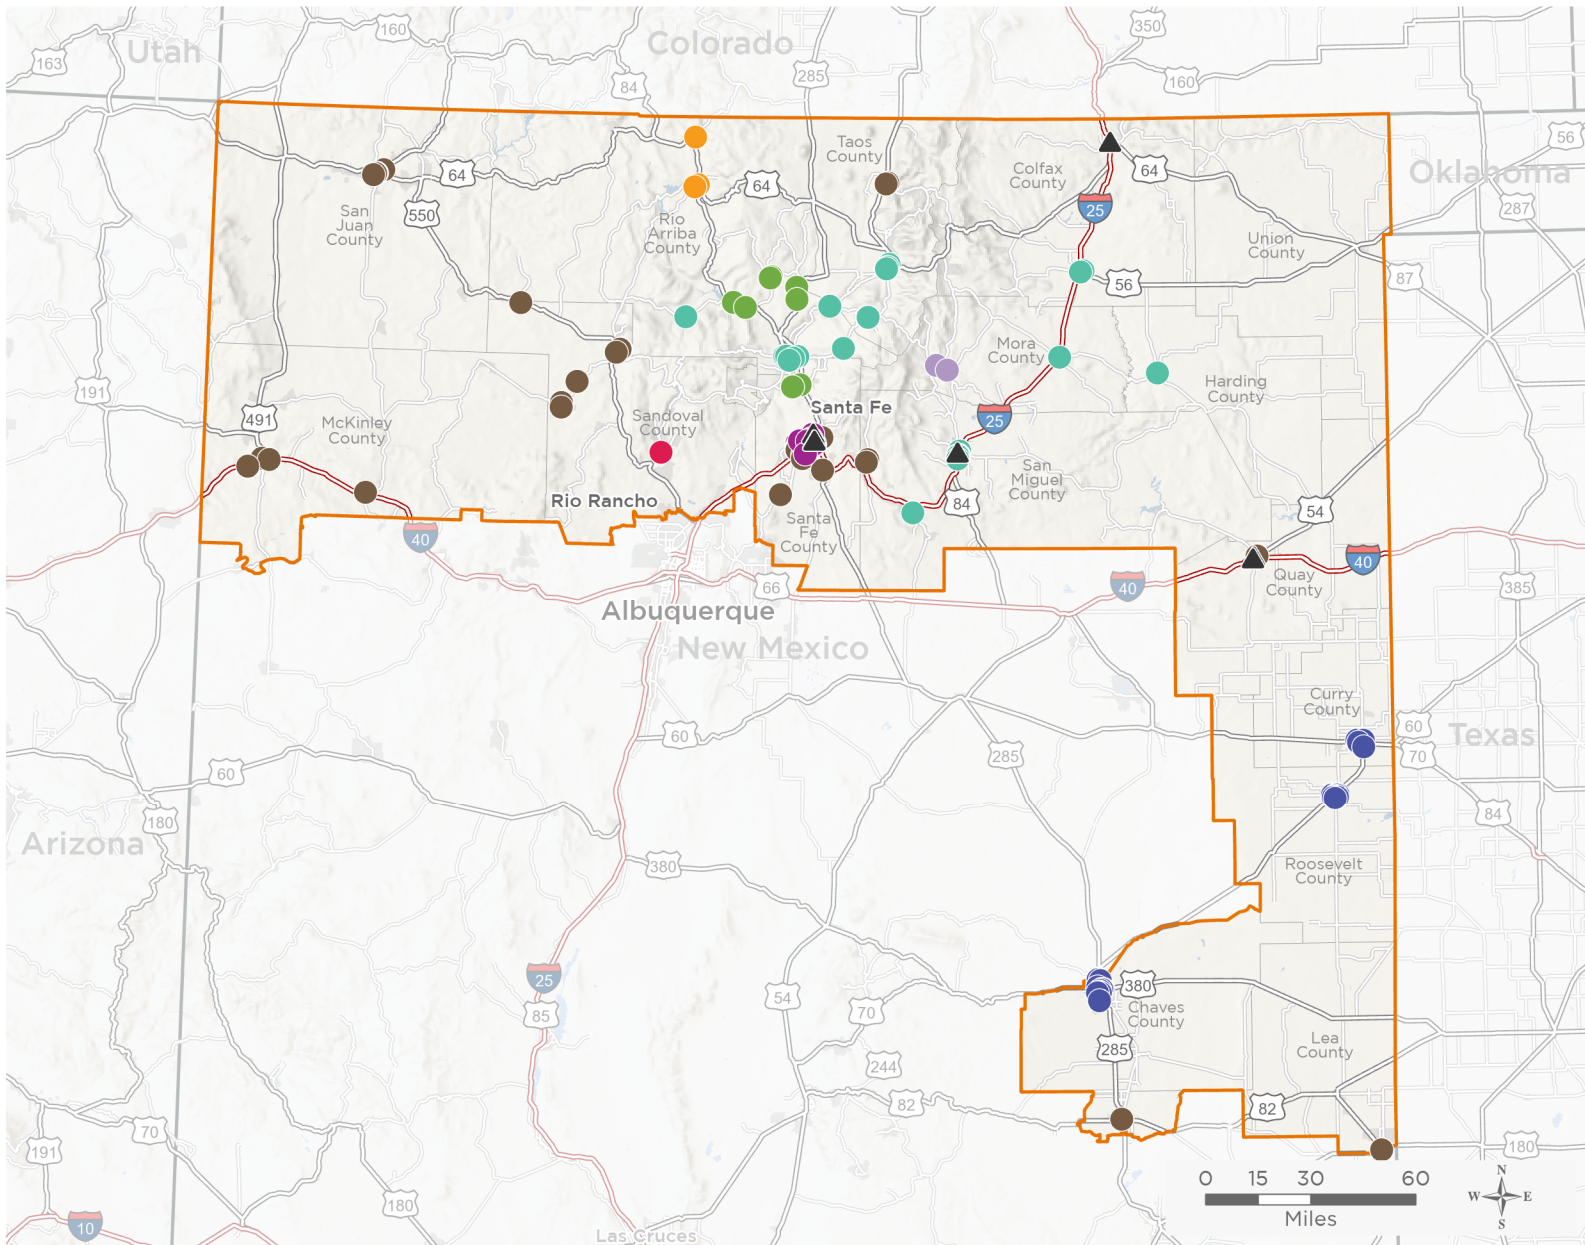 160
350
Utah
Colorado
163
285
160
84
Taos
County
56
Colfax
County
64
64
64
Oklahoma
San
Juan
County
550
Rio
Arriba
County
25
287
Union
County
87
56
Mora
County
191
Harding
County
491
McKinley
County
Sandoval
County
Santa Fe
25
San
Miguel
County
Rio Rancho
84
54
Santa
Fe
County
40
40
40
Quay
County
66
385
Albuquerque
New Mexico
Curry
County
60
60
285
Texas
70
60
84
180
Arizona
380
Roosevelt
County
25
54
380
85
70
Chaves
County
285
Lea
County
244
82
82
70
180
191
0 15 30 60
Miles
N
W E
S
180
10
Las Cruces